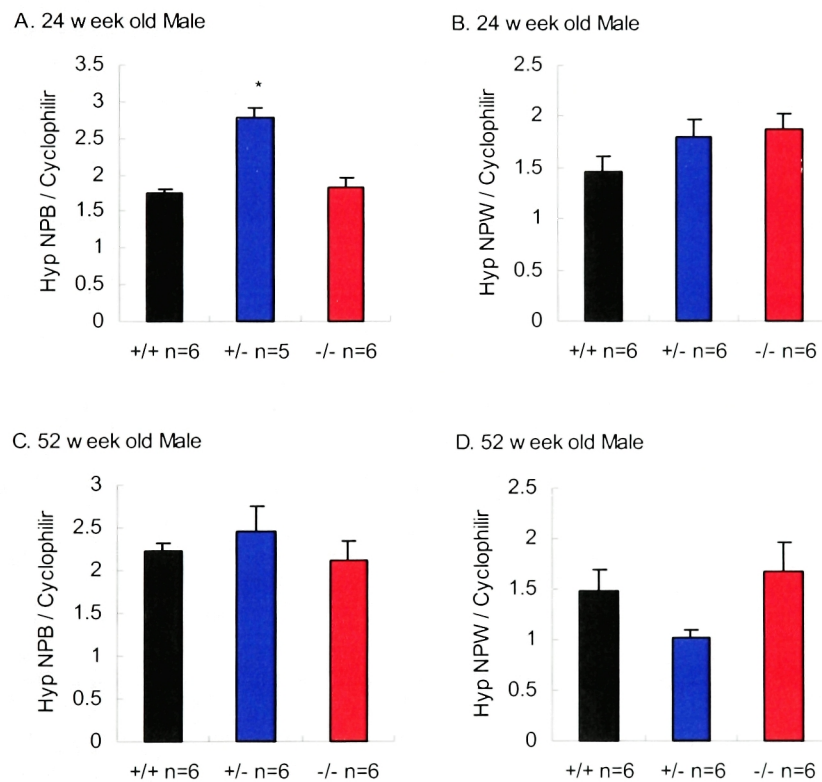 A. 24 week old Male
Hyp NPB / Cyclophilir
3.5
3
2.5
2
1.5
1
0.5
0
*
+/+ n=6 +/- n=5 -/- n=6
B. 24 week old Male
Hyp NPW / Cyclophilir
2.5
2
1.5
1
0.5
0
+/+ n=6 +/- n=6 -/- n=6
C. 52 week old Male
Hyp NPB / Cyclophilir
3
2.5
2
1.5
1
0.5
0
+/+ n=6 +/- n=6 -/- n=6
D. 52 week old Male
Hyp NPW / Cyclophilir
2.5
2
1.5
1
0.5
0
+/+ n=6 +/- n=6 -/- n=6